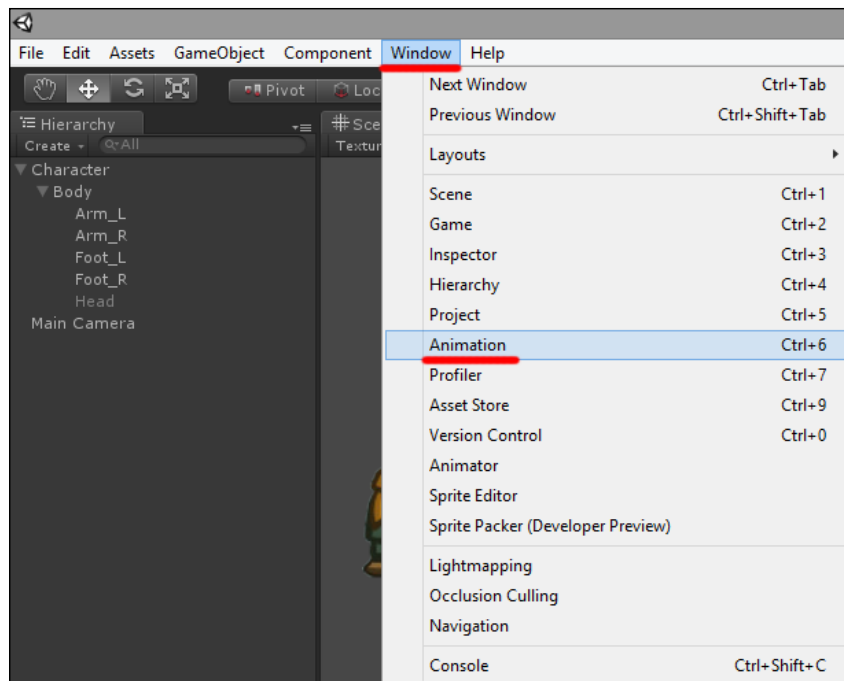 File Edit Assets GameObject Component Window Help
Pivot
Hierarchy
Create All
Character
Body
Arm_L
Arm_R
Foot_L
Foot_R
Head
Main Camera
Next Window Ctrl+Tab
Previous Window Ctrl+Shift+Tab
Layouts
Scene Ctrl+1
Game Ctrl+2
Inspector Ctrl+3
Hierarchy Ctrl+4
Project Ctrl+5
Animation Ctrl+6
Profiler Ctrl+7
Asset Store Ctrl+9
Version Control Ctrl+0
Animator
Sprite Editor
Sprite Packer (Developer Preview)
Lightmapping
Occlusion Culling
Navigation
Console Ctrl+Shift+C